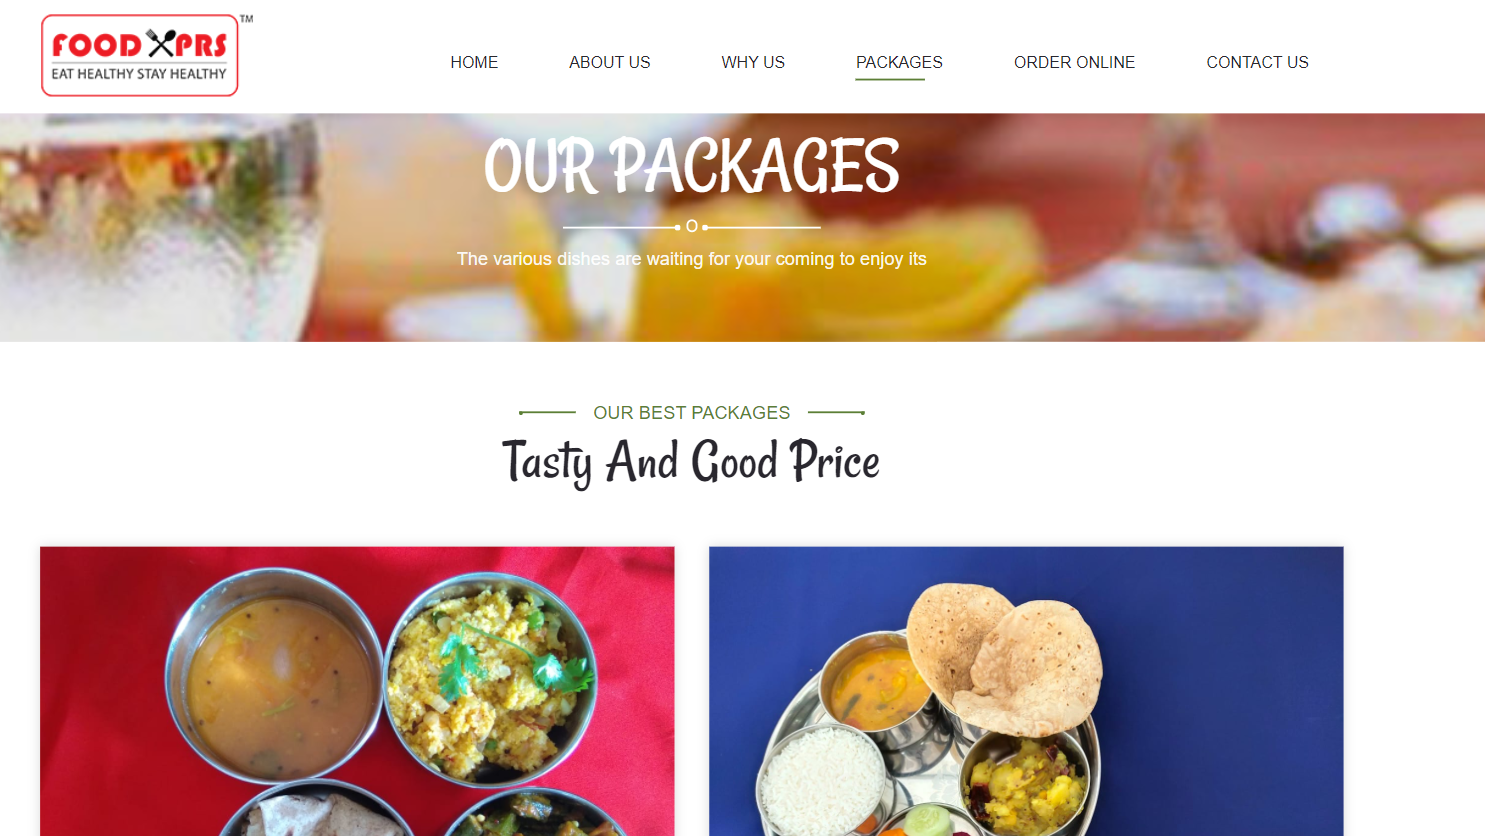 FOOD XPRS TM
EAT HEALTHY STAY HEALTHY
HOME ABOUT US WHY US PACKAGES ORDER ONLINE CONTACT US
OUR PACKAGES
The various dishes are waiting for your coming to enjoy its
OUR BEST PACKAGES
Tasty And Good Price